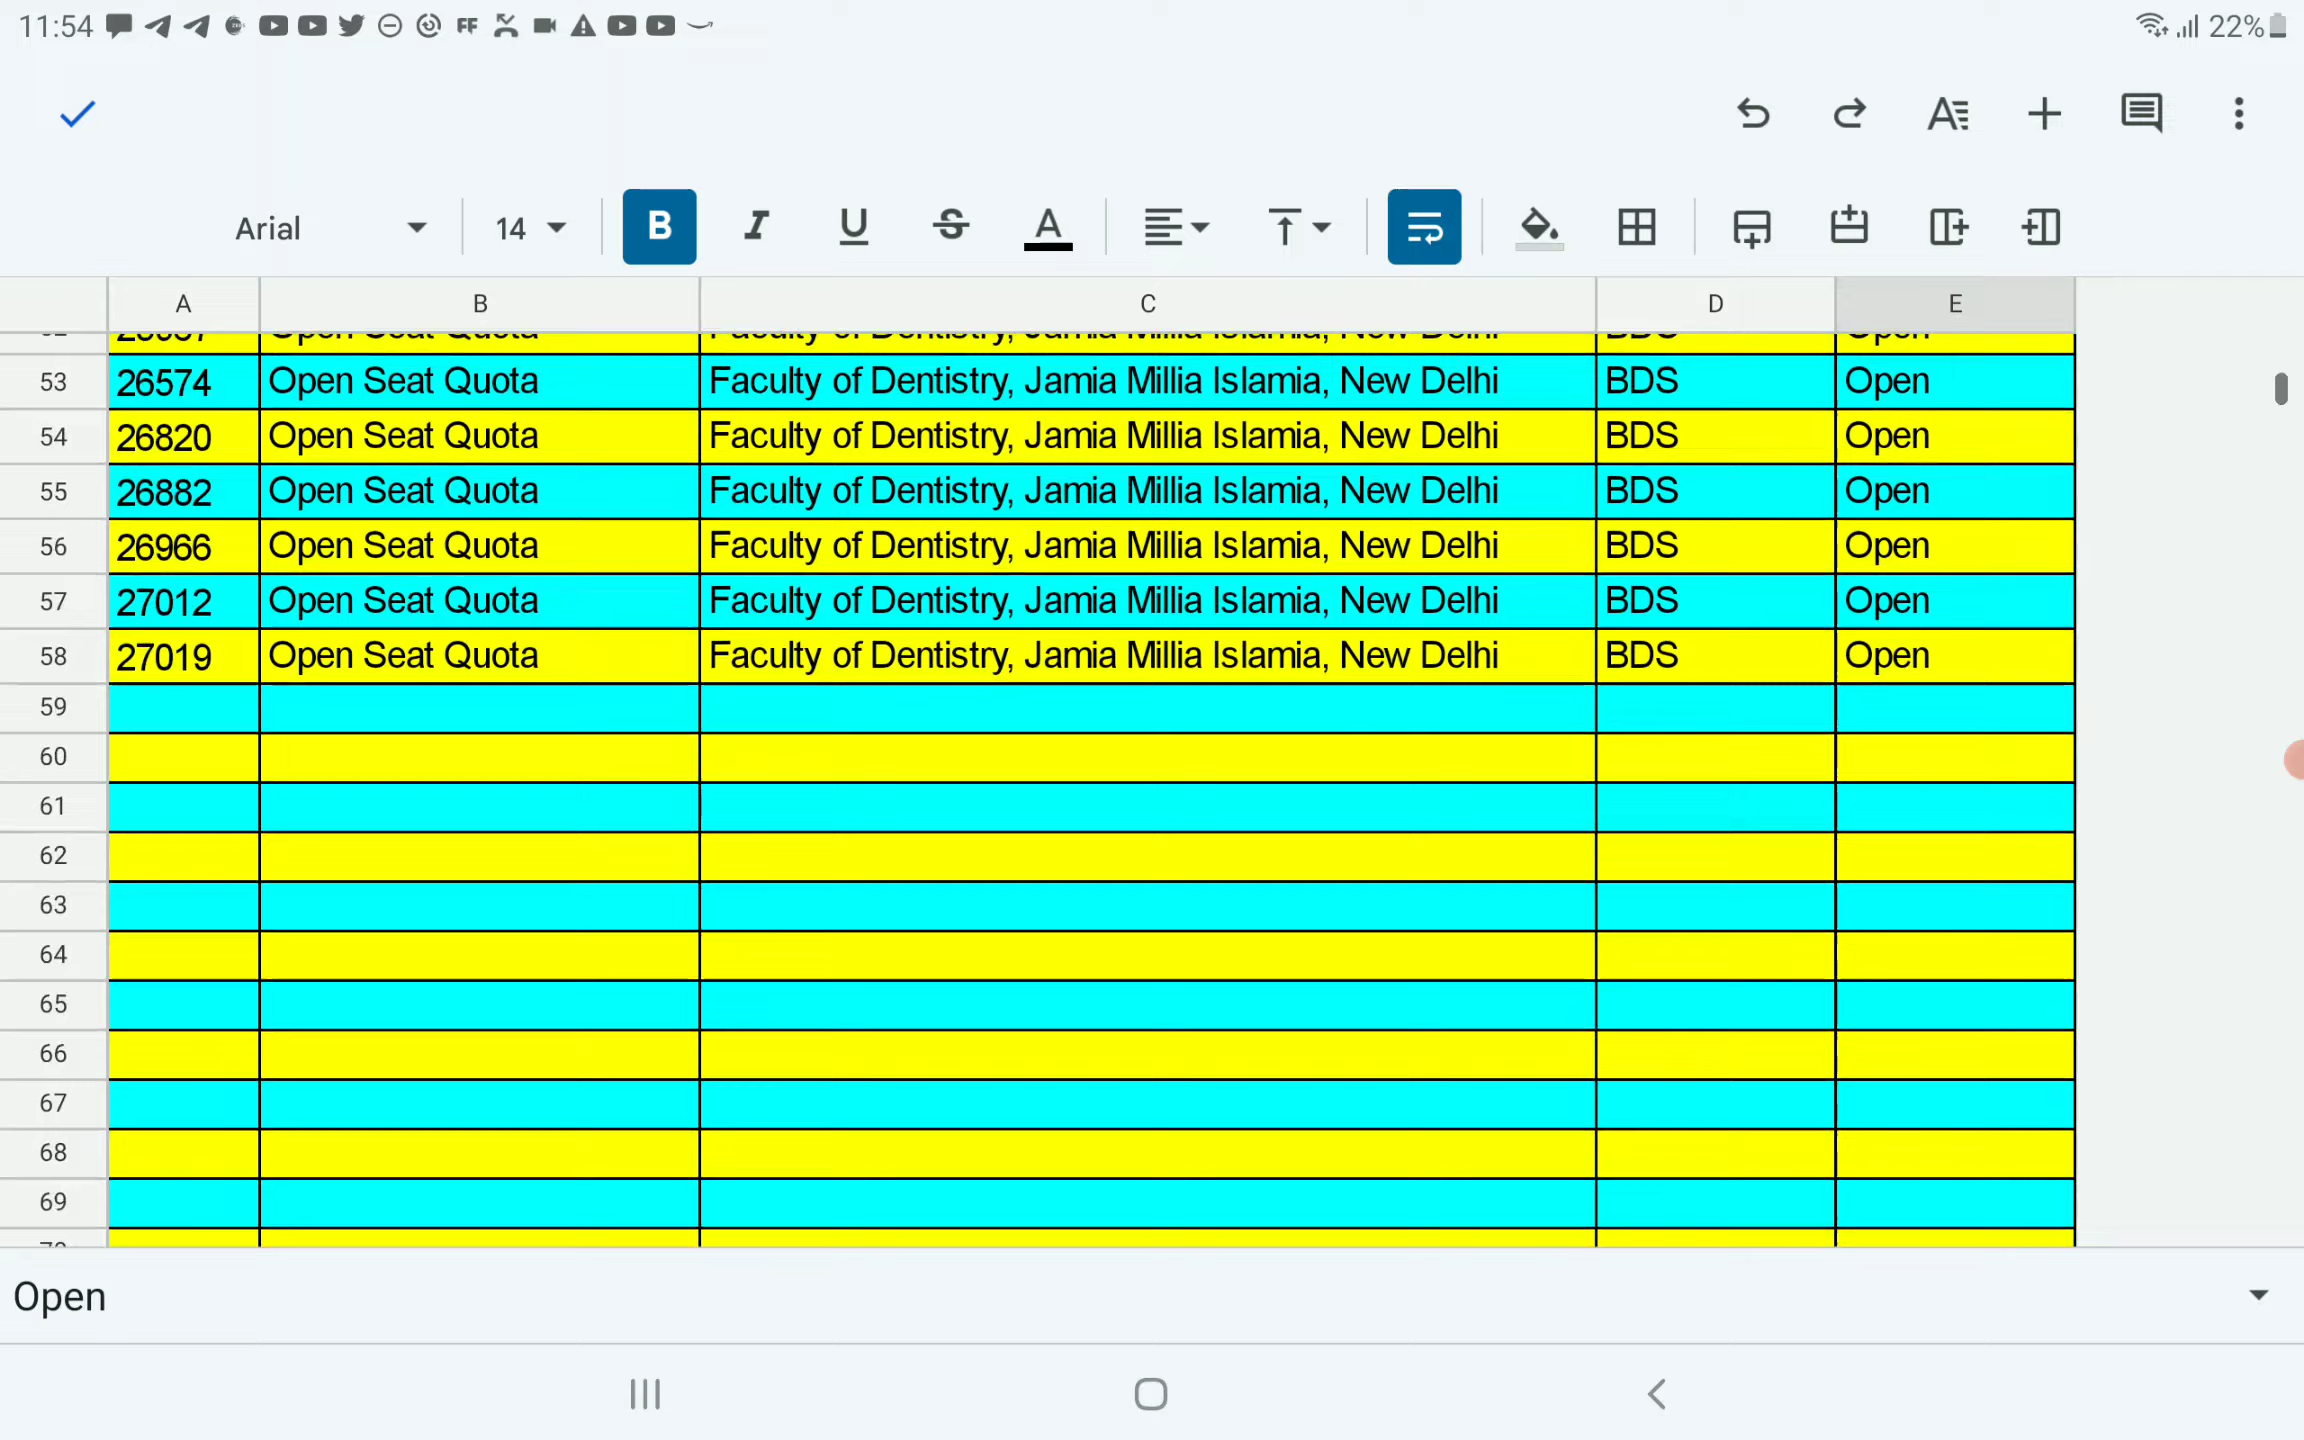 11:54 FF 22%
Arial 14 B I U S A
A B C D E
53 26574 Open Seat Quota Faculty of Dentistry, Jamia Millia Islamia, New Delhi BDS Open
54 26820 Open Seat Quota Faculty of Dentistry, Jamia Millia Islamia, New Delhi BDS Open
55 26882 Open Seat Quota Faculty of Dentistry, Jamia Millia Islamia, New Delhi BDS Open
56 26966 Open Seat Quota Faculty of Dentistry, Jamia Millia Islamia, New Delhi BDS Open
57 27012 Open Seat Quota Faculty of Dentistry, Jamia Millia Islamia, New Delhi BDS Open
58 27019 Open Seat Quota Faculty of Dentistry, Jamia Millia Islamia, New Delhi BDS Open
59
60
61
62
63
64
65
66
67
68
69
Open